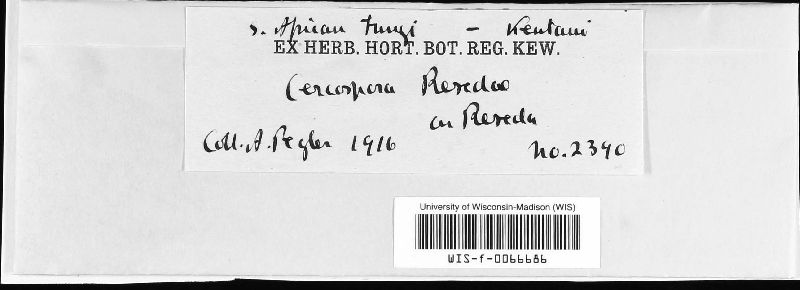 S. African Fungi - Kentani
EX HERB. HORT. BOT. REG. KEW.
Cercospora Resedae
on Reseda
Coll. A. Pegler 1916
No. 2390
University of Wisconsin-Madison (WIS)
WIS-f-0066686